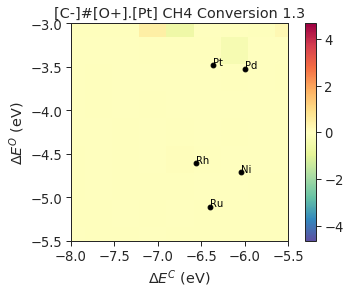 [C-]#[O+].[Pt] CH4 Conversion 1.3
−3.0
−3.5
−4.0
−4.5
−5.0
−5.5
ΔE^O (eV)
Pt
Pd
Rh
Ni
Ru
−8.0 −7.5 −7.0 −6.5 −6.0 −5.5
ΔE^C (eV)
4
2
0
−2
−4